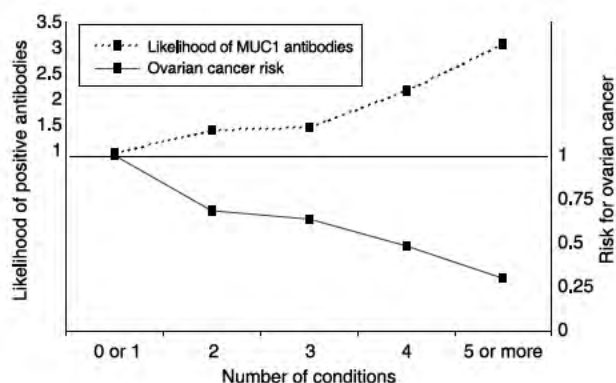 3.5
3
2.5
2
1.5
1
Likelihood of positive antibodies
Likelihood of MUC1 antibodies
Ovarian cancer risk
1
0.75
0.5
0.25
0
Risk for ovarian cancer
0 or 1
2
3
4
5 or more
Number of conditions